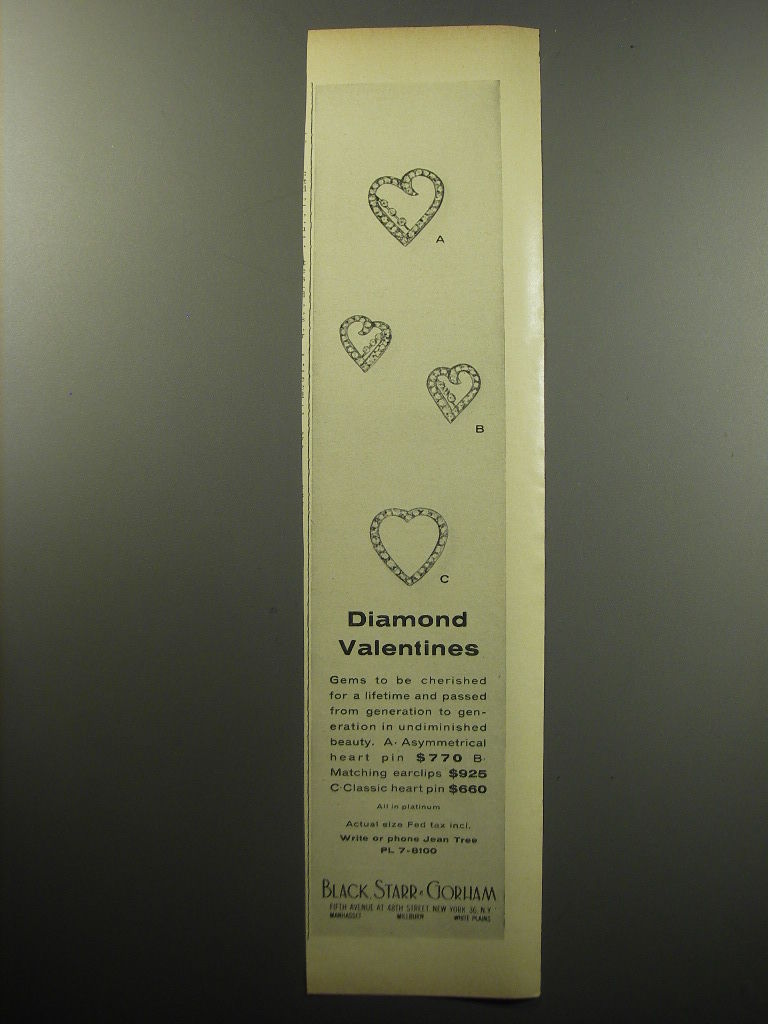 A
B
C
Diamond
Valentines
Gems to be cherished
for a lifetime and passed
from generation to gen-
eration in undiminished
beauty. A· Asymmetrical
heart pin $770 B·
Matching earclips $925
C·Classic heart pin $660
All in platinum
Actual size Fed tax incl.
Write or phone Jean Tree
PL 7-8100
BLACK, STARR & GORHAM
FIFTH AVENUE AT 48TH STREET NEW YORK 36, N.Y.
MANHASSET MILLBURN WHITE PLAINS